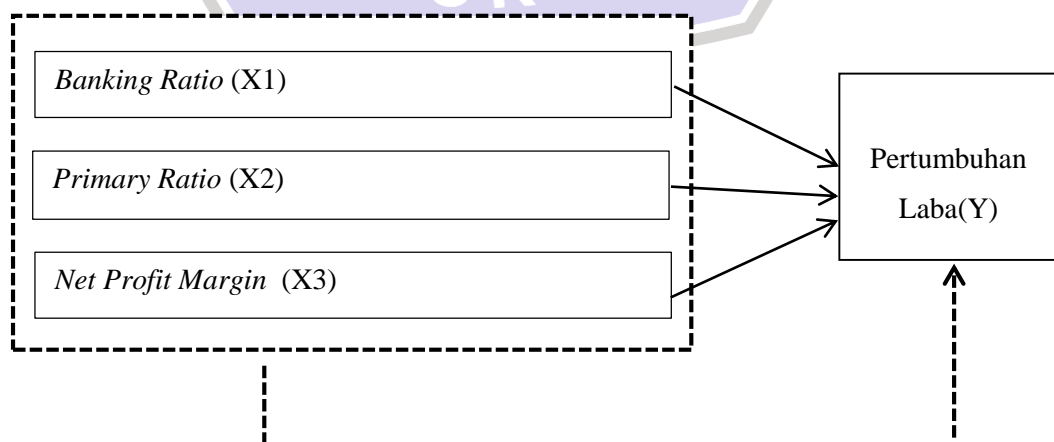 Banking Ratio (X1)
Primary Ratio (X2)
Net Profit Margin (X3)
Pertumbuhan
Laba(Y)